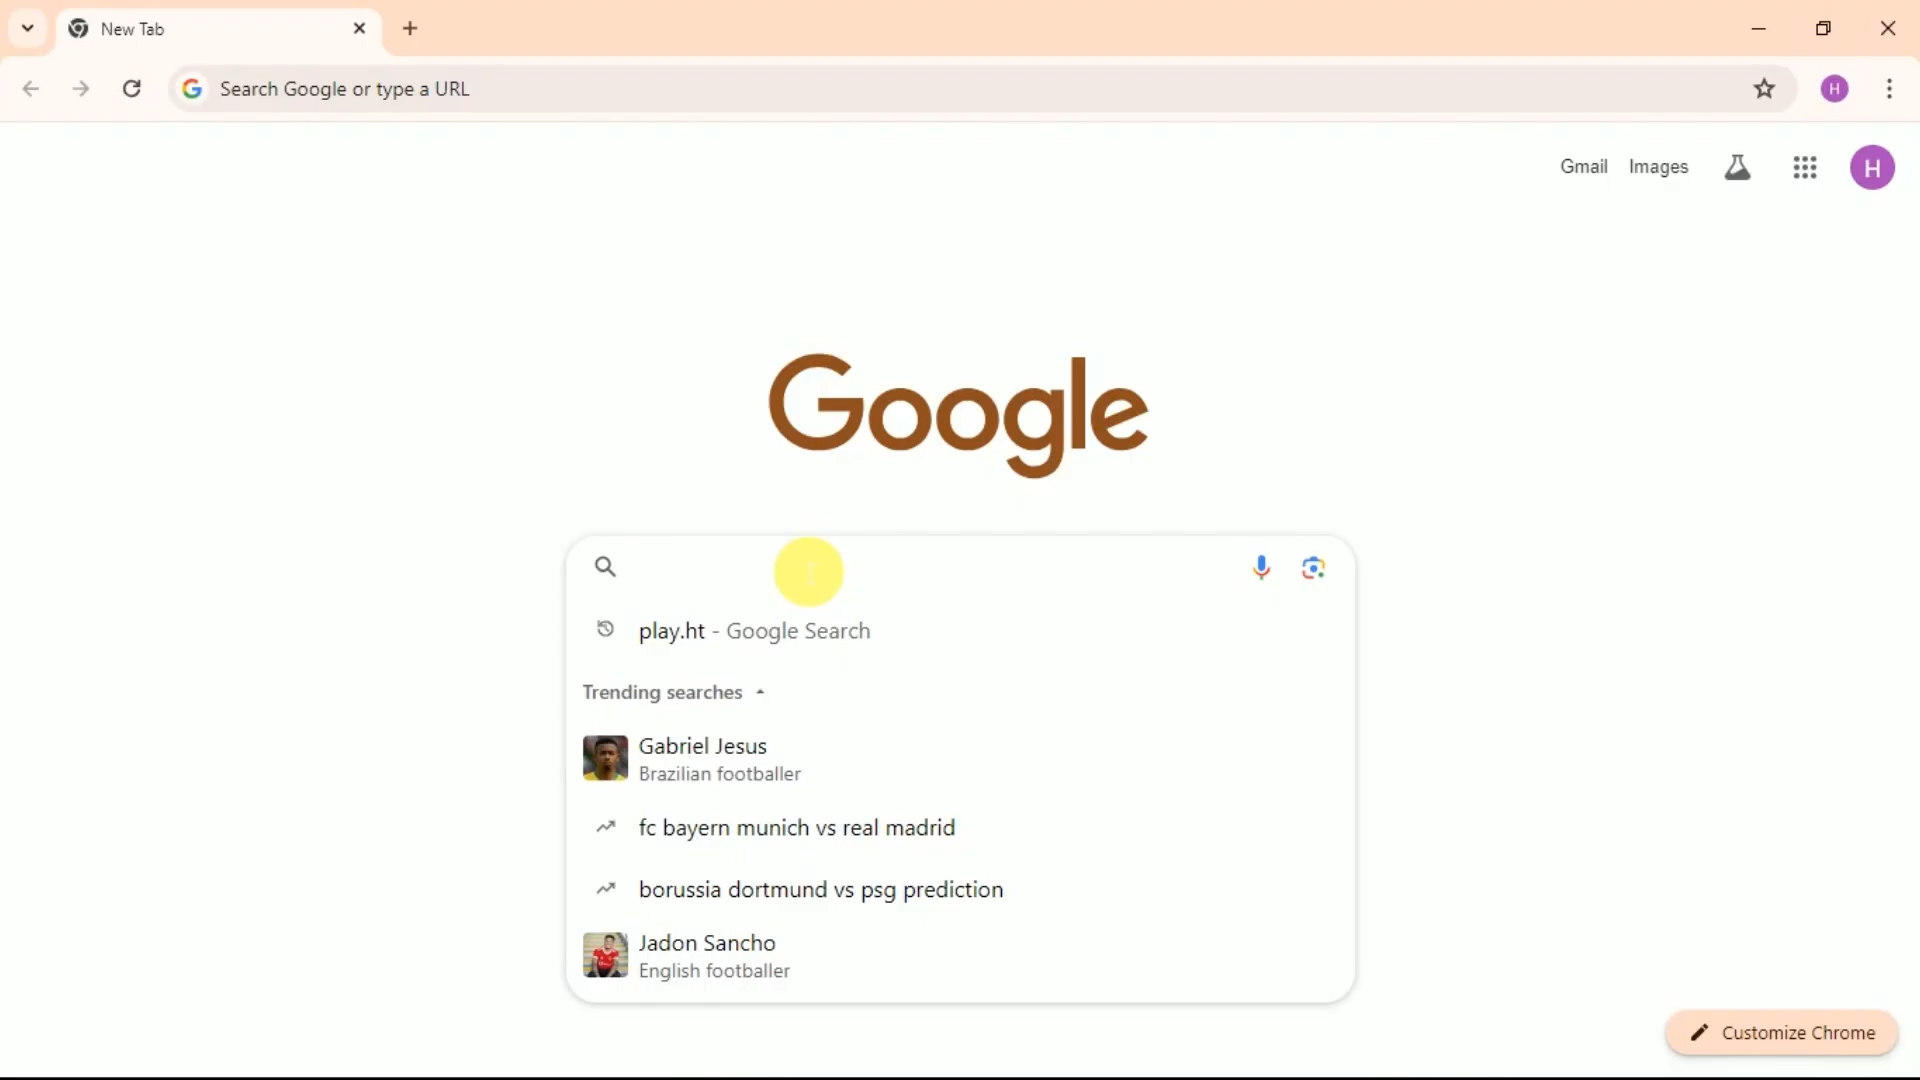 New Tab
Search Google or type a URL
H
Gmail Images
H
Google
play.ht - Google Search
Trending searches
Gabriel Jesus
Brazilian footballer
fc bayern munich vs real madrid
borussia dortmund vs psg prediction
Jadon Sancho
English footballer
Customize Chrome